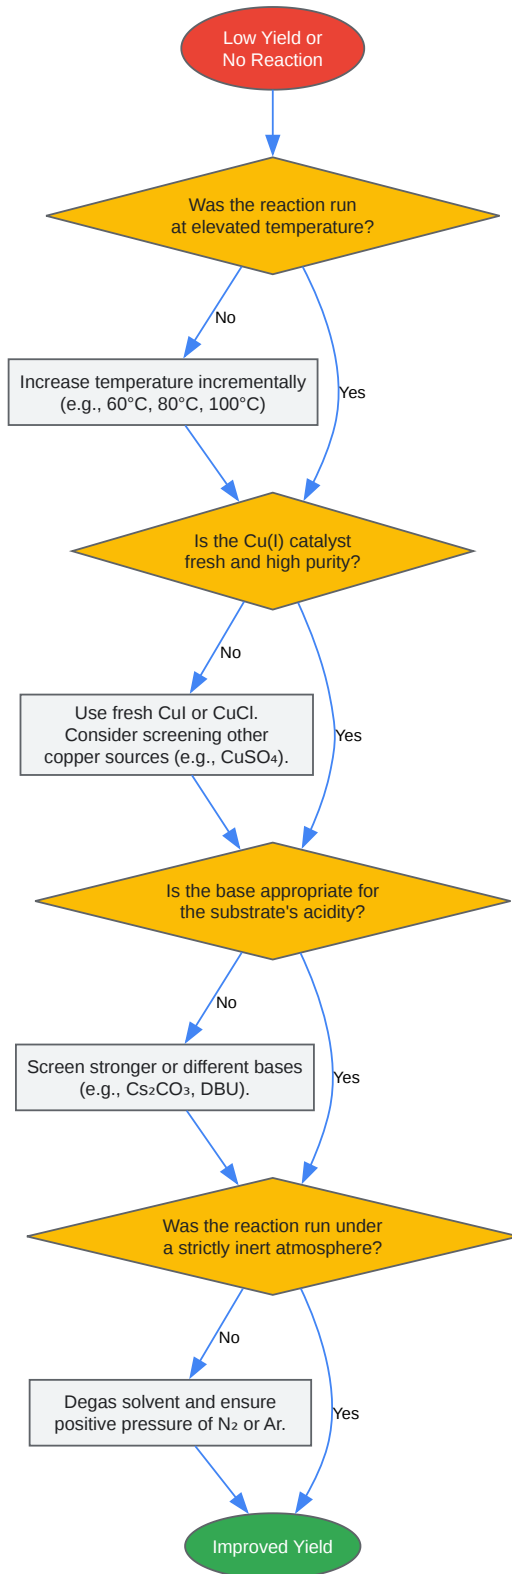 Low Yield or
No Reaction
Was the reaction run
at elevated temperature?
No
Increase temperature incrementally
(e.g., 60°C, 80°C, 100°C)
Yes
Is the Cu(I) catalyst
fresh and high purity?
No
Use fresh CuI or CuCl.
Consider screening other
copper sources (e.g., CuSO₄).
Yes
Is the base appropriate for
the substrate's acidity?
No
Screen stronger or different bases
(e.g., Cs₂CO₃, DBU).
Yes
Was the reaction run under
a strictly inert atmosphere?
No
Degas solvent and ensure
positive pressure of N₂ or Ar.
Yes
Improved Yield